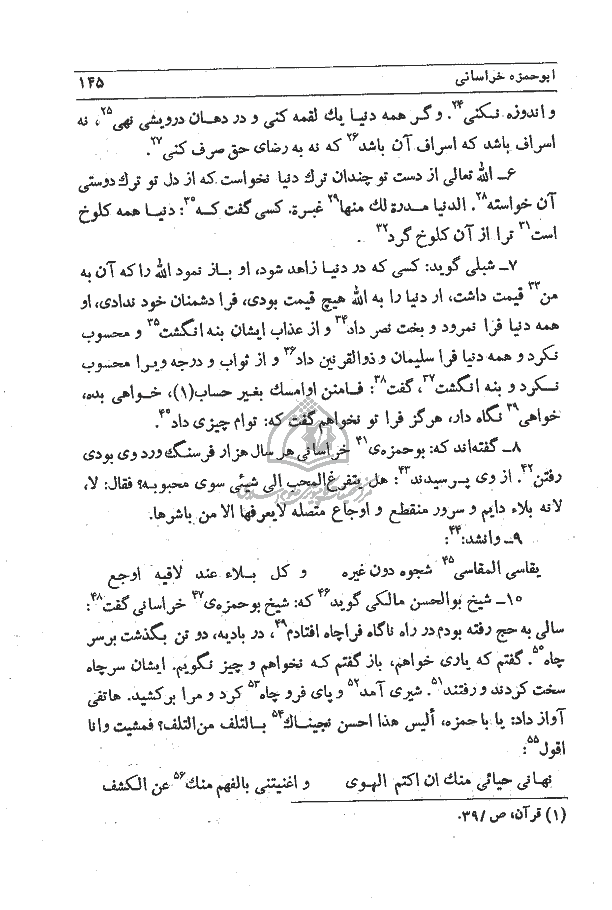 ابوحمزه خراسانی ۱۴۵
و اندوزه نکنی۲۴. و گر همه دنیا یك لقمه کنی و در دهان درویشی نهی۲۵، نه
اسراف باشد که اسراف آن باشد۲۶ که نه به رضای حق صرف کنی۲۷.
۶ـ الله تعالی از دست تو چندان ترك دنیا نخواست که از دل تو ترك دوستی
آن خواسته۲۸. الدنیا مدرة لك منها۲۹ غبرة. کسی گفت که۳۰: دنیا همه کلوخ
است۳۱ ترا از آن کلوخ گرد۳۲ .
۷ـ شبلی گوید: کسی که در دنیا زاهد شود، او باز نمود الله را که آن به
من۳۳ قیمت داشت، ار دنیا را به الله هیچ قیمت بودی، فرا دشمنان خود ندادی، او
همه دنیا فرا نمرود و بخت نصر داد۳۴ و از عذاب ایشان بنه انگشت۳۵ و محسوب
نکرد و همه دنیا فرا سلیمان و ذوالقرنین داد۳۶ و از ثواب و درجه ویرا محسوب
نکرد و بنه انگشت۳۷، گفت۳۸: فامنن اوامسك بغیر حساب(۱)، خواهی بده،
خواهی۳۹ نگاه دار، هرگز فرا تو نخواهم گفت که: توام چیزی داد۴۰.
۸ـ گفته‌اند که: بوحمزه‌ی۴۱ خراسانی هر سال هزار فرسنگ ورد وی بودی
رفتن۴۲. از وی پرسیدند۴۳: هل یتفرغ المحب الی شیئی سوی محبوبه؟ فقال: لا،
لانه بلاء دایم و سرور منقطع و اوجاع متصله لایعرفها الا من باشرها.
۹ـ وانشد:۴۴
یقاسی المقاسی۴۵ شجوه دون غیره و کل بلاء عند لاقیه اوجع
۱۰ـ شیخ بوالحسن مالکی گوید۴۶ که: شیخ بوحمزه‌ی۴۷ خراسانی گفت۴۸:
سالی به حج رفته بودم در راه ناگاه فراچاه افتادم۴۹، در بادیه، دو تن بگذشت برسر
چاه۵۰. گفتم که یاری خواهم، باز گفتم که نخواهم و چیز نگویم. ایشان سرچاه
سخت کردند و رفتند۵۱. شیری آمد۵۲ و پای فرو چاه۵۳ کرد و مرا برکشید. هاتفی
آواز داد: یا باحمزه، ألیس هذا احسن نجیناك۵۴ بالتلف من التلف؟ فمشیت وانا
اقول۵۵:
نهانی حیائی منك ان اکتم الهوی و اغنیتنی بالفهم منك۵۶ عن الکشف
(۱) قرآن، ص /۳۹.